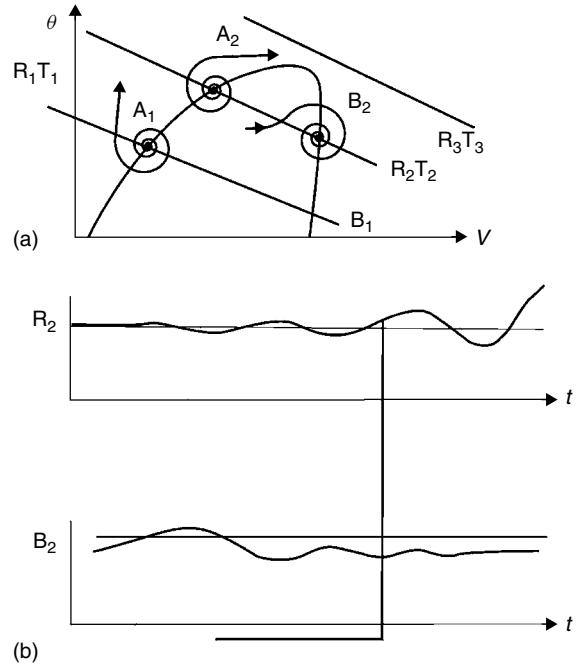 θ
A₂
R₁T₁
A₁
B₂
R₃T₃
R₂T₂
B₁
(a)
V
R₂
t
B₂
t
(b)